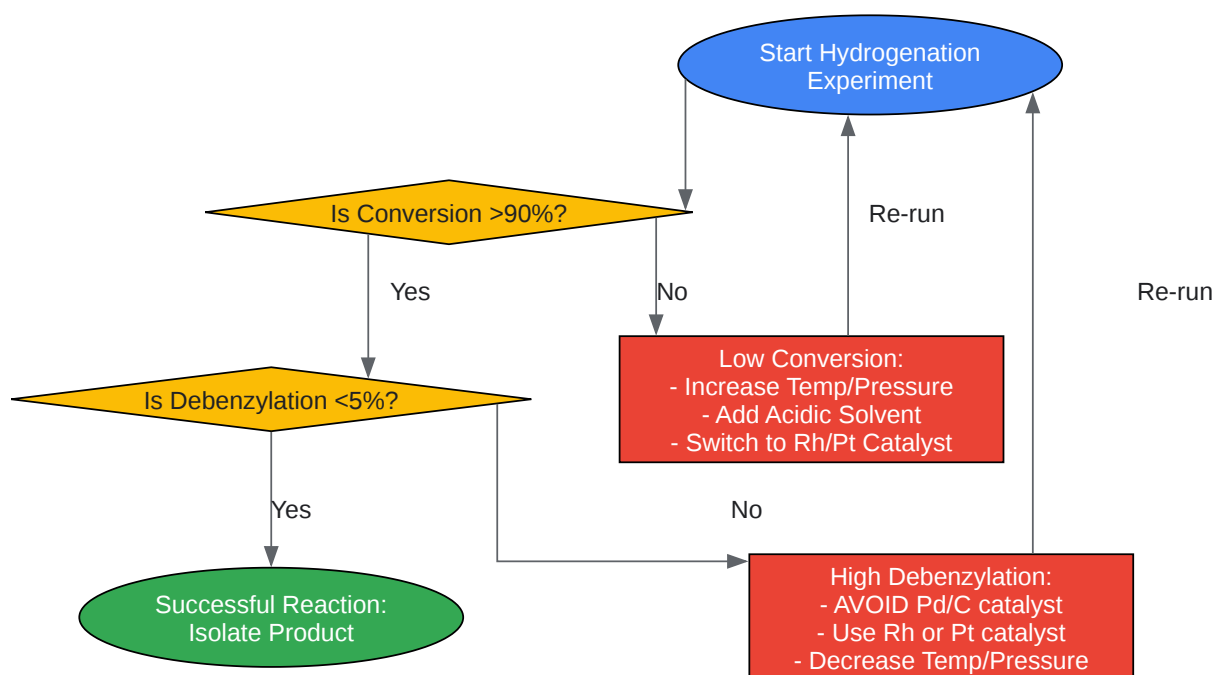 Start Hydrogenation
Experiment
Is Conversion >90%?
Re-run
Yes
No
Re-run
Low Conversion:
- Increase Temp/Pressure
- Add Acidic Solvent
- Switch to Rh/Pt Catalyst
Is Debenzylation <5%?
Yes
No
Successful Reaction:
Isolate Product
High Debenzylation:
- AVOID Pd/C catalyst
- Use Rh or Pt catalyst
- Decrease Temp/Pressure